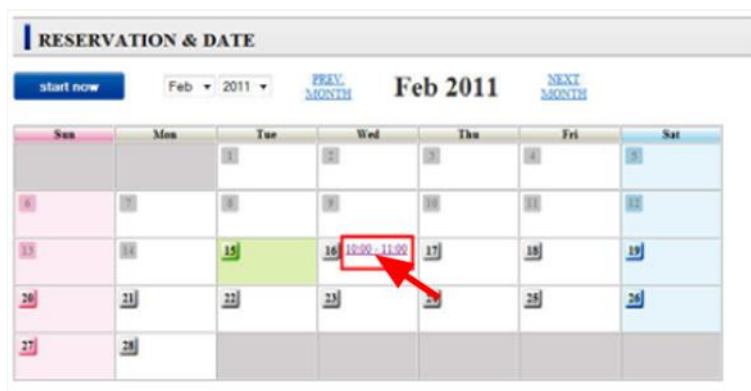 RESERVATION & DATE
start now Feb 2011 PREV. MONTH Feb 2011 NEXT MONTH
Sun Mon Tue Wed Thu Fri Sat
1 2 3 4 5
6 7 8 9 10 11 12
13 14 15 16 10:00 - 11:00 17 18 19
20 21 22 23 24 25 26
27 28